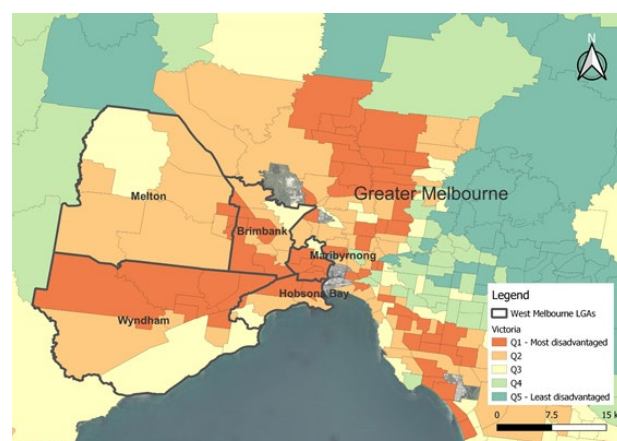 N
Greater Melbourne
Melton
Brimbank
Maribyrnong
Hobsons Bay
Wyndham
Legend
West Melbourne LGAs
Victoria
Q1 - Most disadvantaged
Q2
Q3
Q4
Q5 - Least disadvantaged
0 7.5 15 k